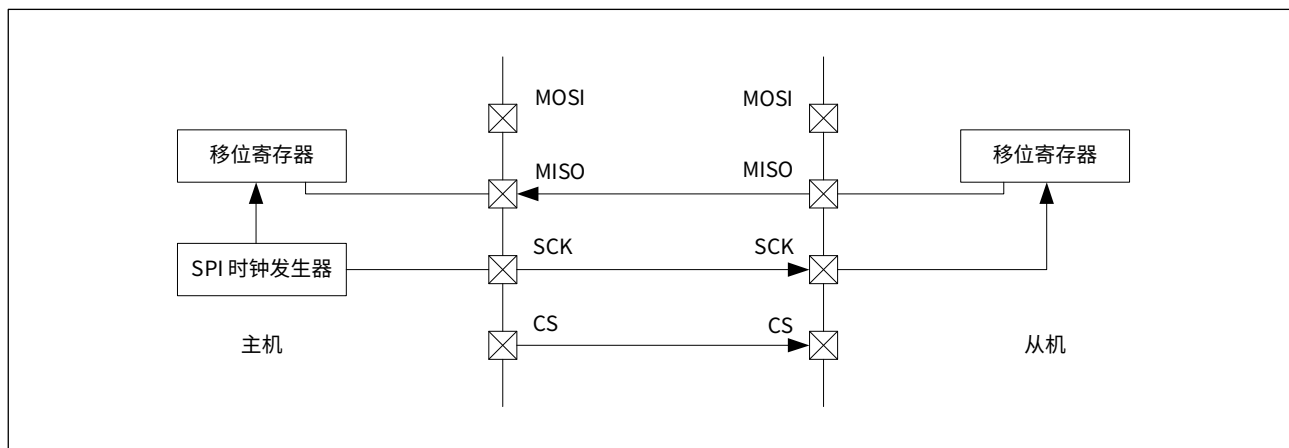 MOSI MOSI
移位寄存器 移位寄存器
MISO MISO
SCK SCK
SPI 时钟发生器
CS CS
主机 从机